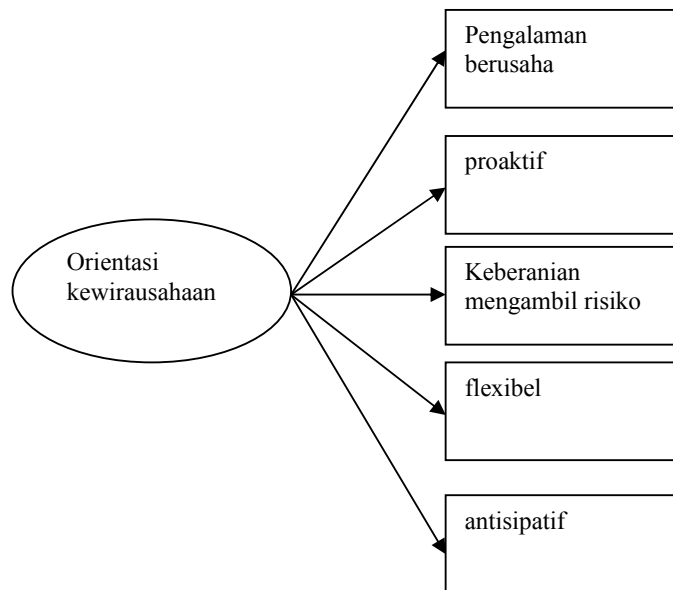 Pengalaman
berusaha
proaktif
Orientasi
kewirausahaan
Keberanian
mengambil risiko
flexibel
antisipatif